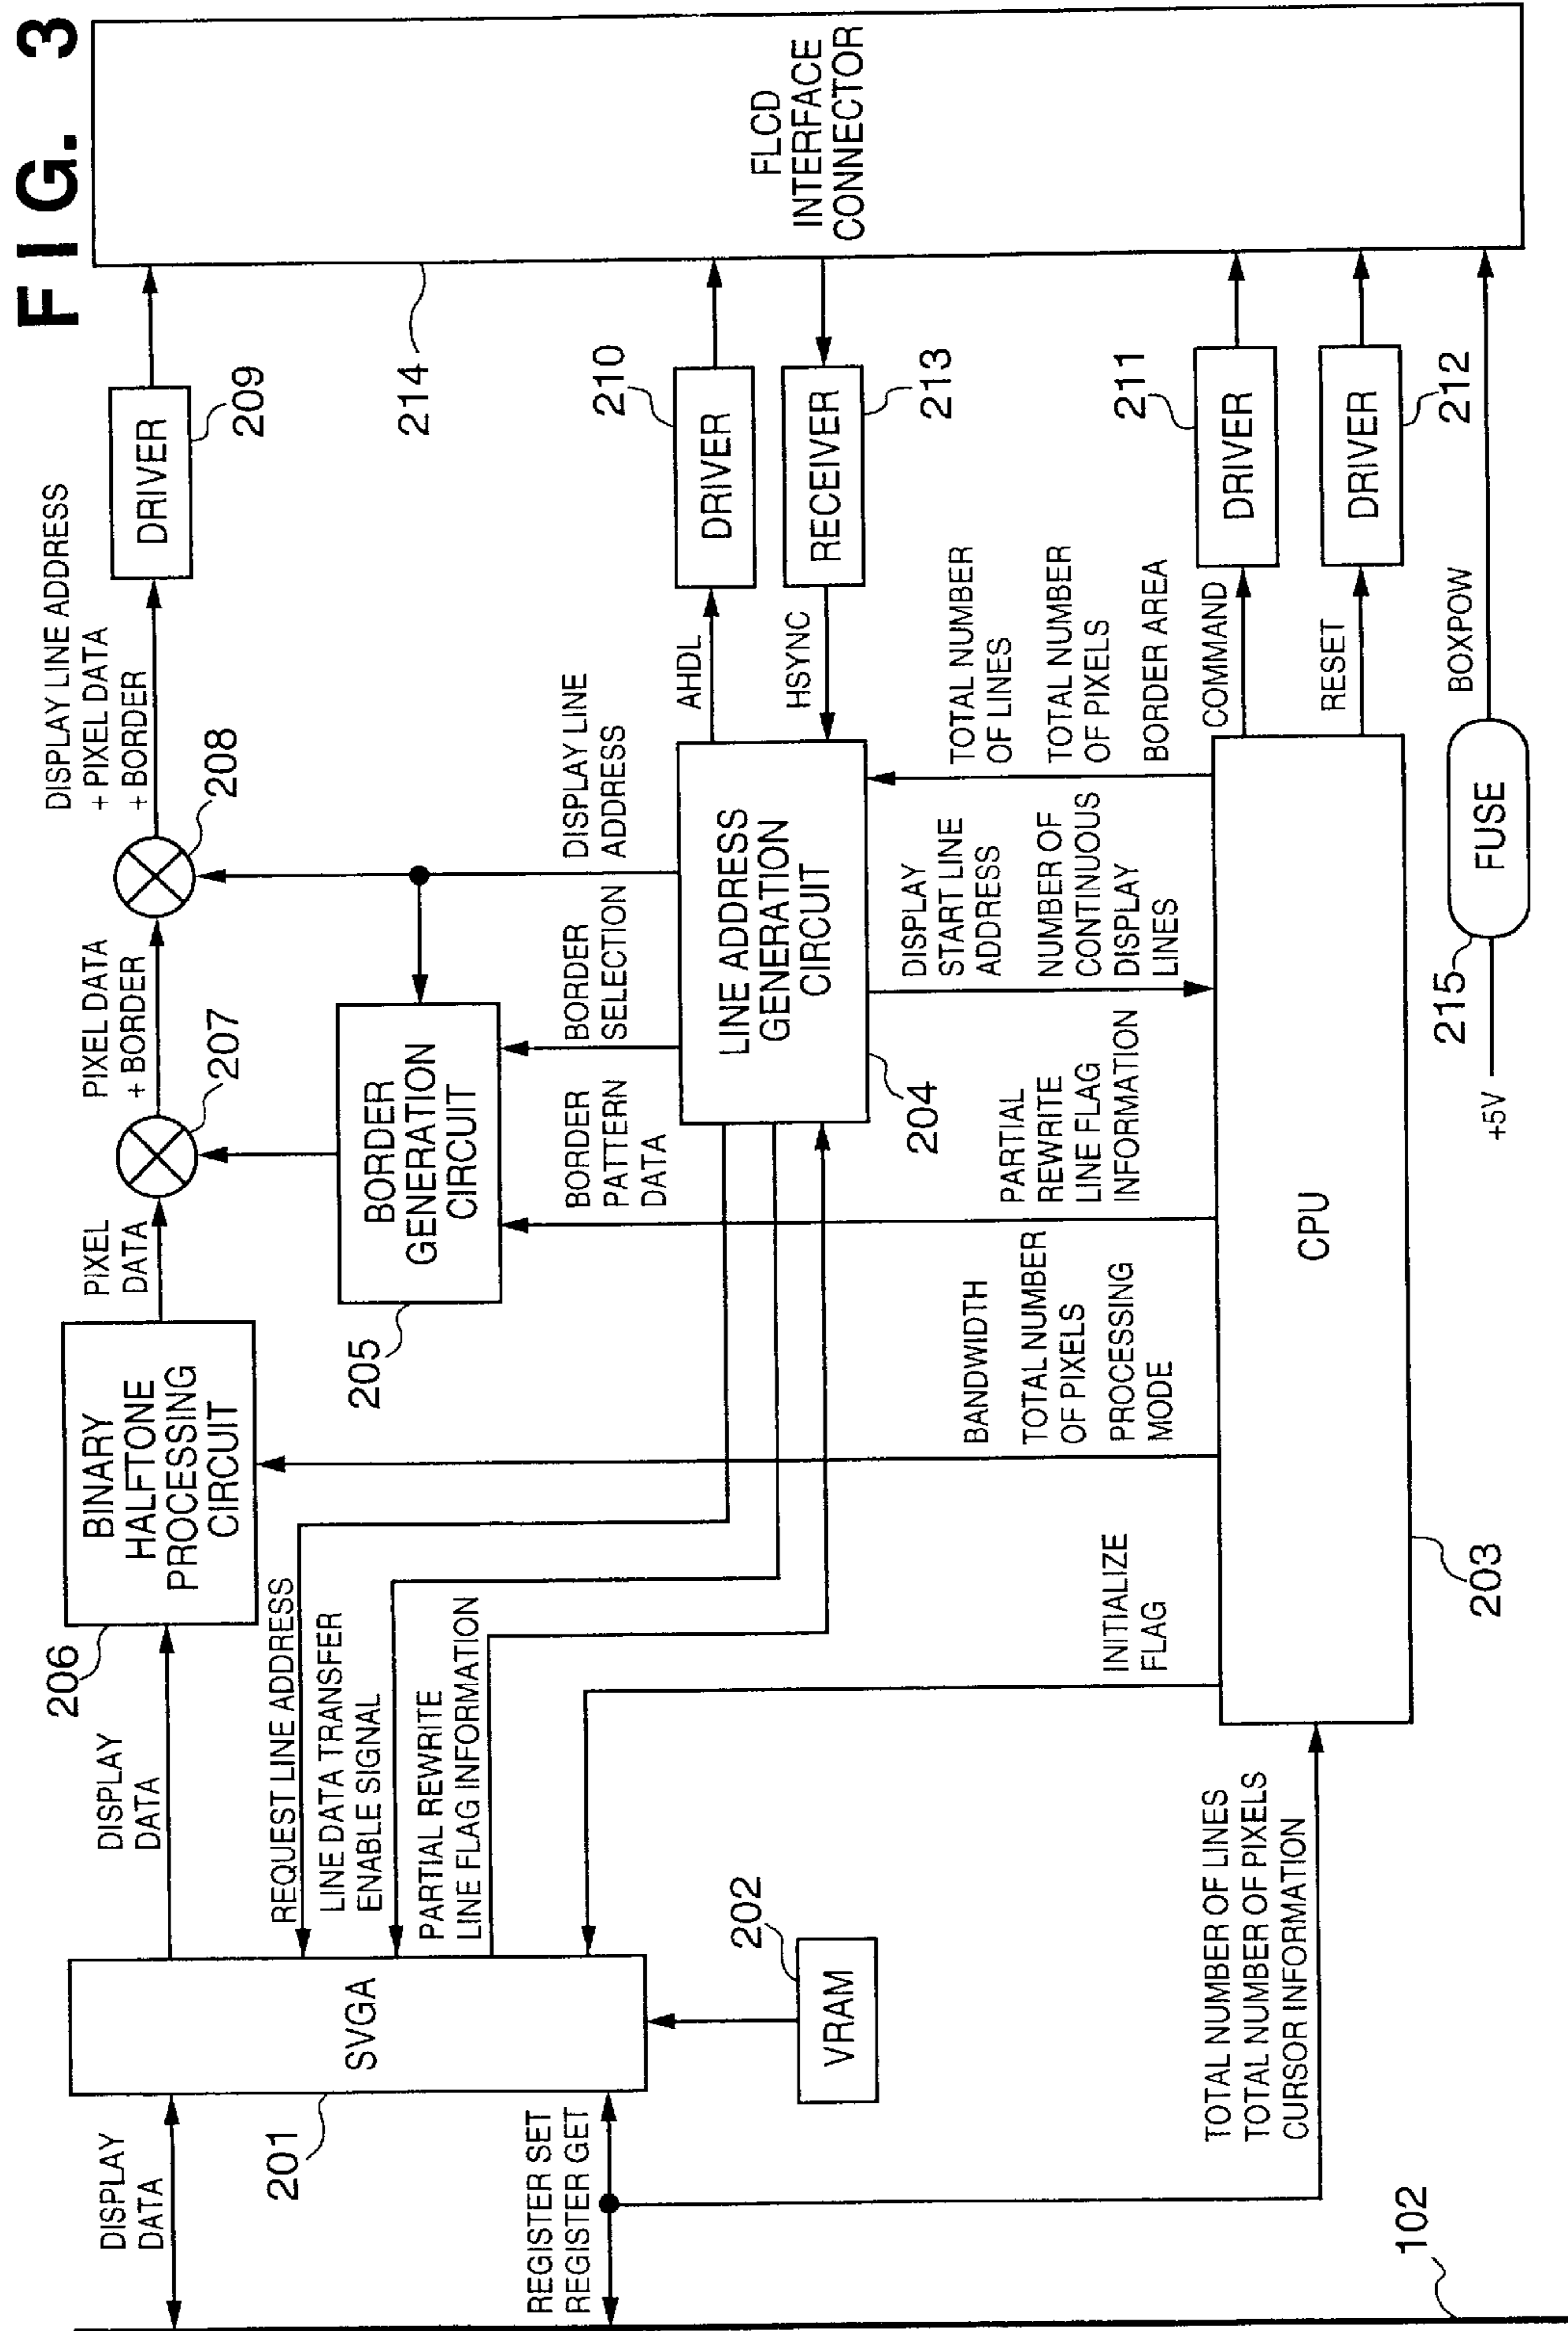 FIG. 3
DISPLAY
DATA
201
SVGA
REGISTER SET
REGISTER GET
102
202
VRAM
DISPLAY
DATA
206
BINARY
HALFTONE
PROCESSING
CIRCUIT
REQUEST LINE ADDRESS
LINE DATA TRANSFER
ENABLE SIGNAL
PARTIAL REWRITE
LINE FLAG INFORMATION
INITIALIZE
FLAG
TOTAL NUMBER OF LINES
TOTAL NUMBER OF PIXELS
CURSOR INFORMATION
PIXEL
DATA
207
PIXEL DATA
+ BORDER
208
DISPLAY LINE ADDRESS
+ PIXEL DATA
+ BORDER
DRIVER
209
205
BORDER
GENERATION
CIRCUIT
BORDER
PATTERN
DATA
BORDER
SELECTION
DISPLAY LINE
ADDRESS
LINE ADDRESS
GENERATION
CIRCUIT
204
AHDL
HSYNC
210
DRIVER
RECEIVER
213
214
FLCD
INTERFACE
CONNECTOR
BANDWIDTH
TOTAL NUMBER
OF PIXELS
PROCESSING
MODE
PARTIAL
REWRITE
LINE FLAG
INFORMATION
DISPLAY
START LINE
ADDRESS
NUMBER OF
CONTINUOUS
DISPLAY
LINES
TOTAL NUMBER
OF LINES
TOTAL NUMBER
OF PIXELS
BORDER AREA
CPU
203
COMMAND
211
DRIVER
RESET
DRIVER
212
+5V
215
FUSE
BOXPOW